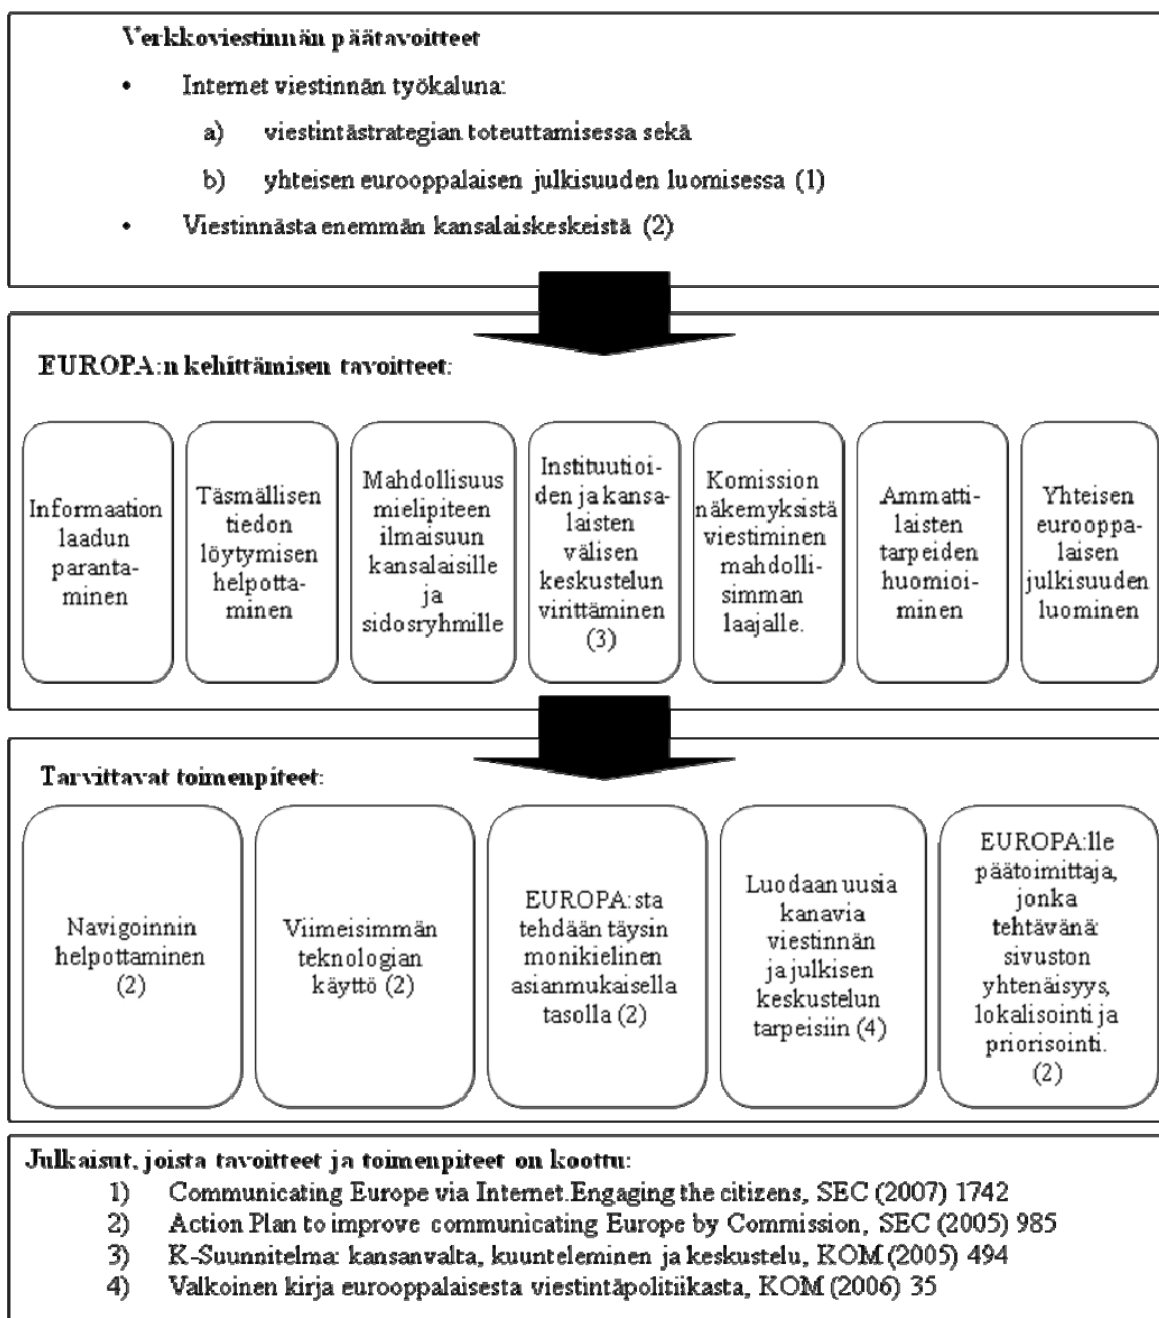 Verkkoviestinnän päätavoitteet
• Internet viestinnän työkaluna:
a) viestintästrategian toteuttamisessa sekä
b) yhteisen eurooppalaisen julkisuuden luomisessa (1)
• Viestinnästa enemmän kansalaiskeskeistä (2)
EUROPA:n kehittämisen tavoitteet:
Informaation
laadun
paranta-
minen
Täsmällisen
tiedon
löytymisen
helpotta-
minen
Mahdollisuus
mielipiteen
ilmaisuun
kansalaisille
ja
sidosryhmille
Instituutioi-
den ja kansa-
laisten
välisen
keskustelun
virittäminen
(3)
Komission
näkemyksistä
viestiminen
mahdolli-
simman
laajalle.
Ammatti-
laisten
tarpeiden
huomioi-
minen
Yhteisen
eurooppa-
laisen
julkisuuden
luominen
Tarvittavat toimenpiteet:
Navigoinnin
helpottaminen
(2)
Viimeisimmän
teknologian
käyttö (2)
EUROPA:sta
tehdään täysin
monikielinen
asianmukaisella
tasolla (2)
Luodaan uusia
kanavia
viestinnän
ja julkisen
keskustelun
tarpeisiin (4)
EUROPA:lle
päätoimittaja,
jonka
tehtävänä:
sivuston
yhtenäisyys,
lokalisointi ja
priorisointi.
(2)
Julkaisut, joista tavoitteet ja toimenpiteet on koottu:
1) Communicating Europe via Internet.Engaging the citizens, SEC (2007) 1742
2) Action Plan to improve communicating Europe by Commission, SEC (2005) 985
3) K-Suunnitelma: kansanvalta, kuunteleminen ja keskustelu, KOM (2005) 494
4) Valkoinen kirja eurooppalaisesta viestintäpolitiikasta, KOM (2006) 35